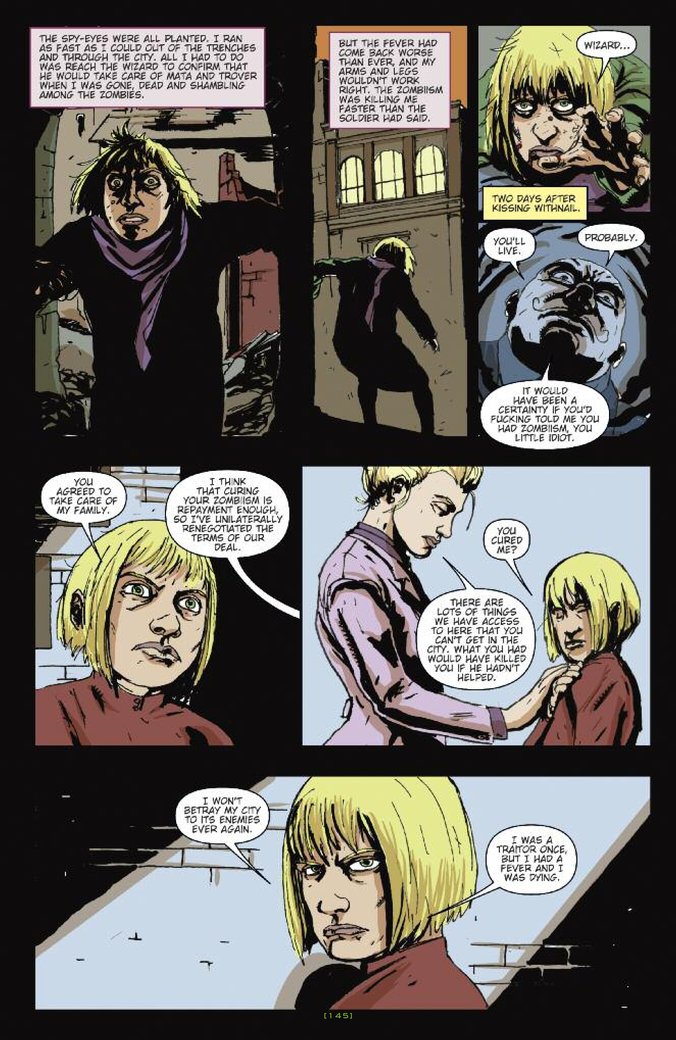 THE SPY-EYES WERE ALL PLANTED. I RAN
AS FAST AS I COULD OUT OF THE TRENCHES
AND THROUGH THE CITY. ALL I HAD TO DO
WAS REACH THE WIZARD TO CONFIRM THAT
HE WOULD TAKE CARE OF MATA AND TROVER
WHEN I WAS GONE, DEAD AND SHAMBLING
AMONG THE ZOMBIES.
BUT THE FEVER HAD
COME BACK WORSE
THAN EVER, AND MY
ARMS AND LEGS
WOULDN'T WORK
RIGHT. THE ZOMBIISM
WAS KILLING ME
FASTER THAN THE
SOLDIER HAD SAID.
WIZARD...
TWO DAYS AFTER
KISSING WITHNAIL.
YOU'LL
LIVE.
PROBABLY.
IT WOULD
HAVE BEEN A
CERTAINTY IF YOU'D
FUCKING TOLD ME YOU
HAD ZOMBIISM, YOU
LITTLE IDIOT.
YOU
AGREED TO
TAKE CARE OF
MY FAMILY.
I THINK
THAT CURING
YOUR ZOMBIISM IS
REPAYMENT ENOUGH,
SO I'VE UNILATERALLY
RENEGOTIATED THE
TERMS OF OUR
DEAL.
YOU
CURED
ME?
THERE ARE
LOTS OF THINGS
WE HAVE ACCESS
TO HERE THAT YOU
CAN'T GET IN THE
CITY. WHAT YOU HAD
WOULD HAVE KILLED
YOU IF HE HADN'T
HELPED.
I WON'T
BETRAY MY CITY
TO ITS ENEMIES
EVER AGAIN.
I WAS A
TRAITOR ONCE,
BUT I HAD A
FEVER AND I
WAS DYING.
[145]